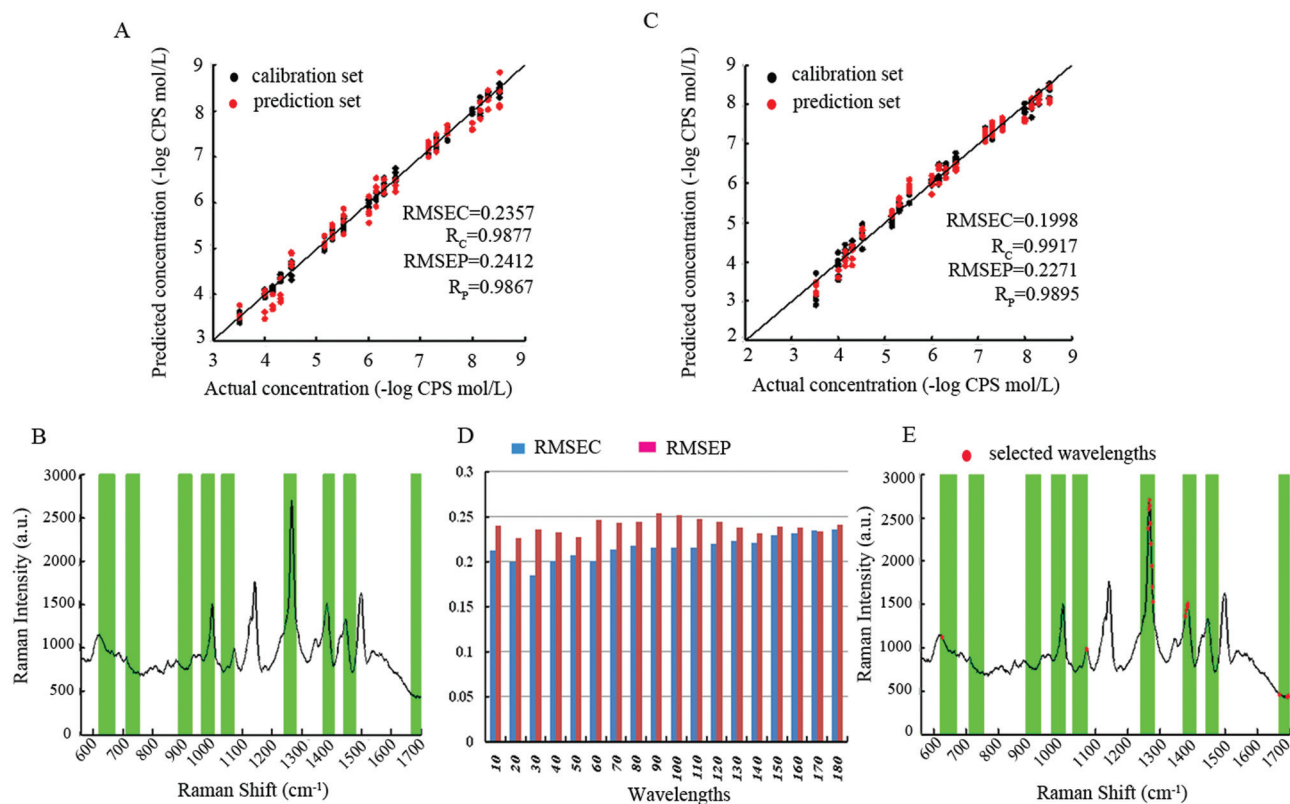 A
Predicted concentration (-log CPS mol/L)
9
8
7
6
5
4
3
calibration set
prediction set
RMSEC=0.2357
R_C=0.9877
RMSEP=0.2412
R_P=0.9867
3 4 5 6 7 8 9
Actual concentration (-log CPS mol/L)
C
Predicted concentration (-log CPS mol/L)
9
8
7
6
5
4
3
2
calibration set
prediction set
RMSEC=0.1998
R_C=0.9917
RMSEP=0.2271
R_P=0.9895
2 3 4 5 6 7 8 9
Actual concentration (-log CPS mol/L)
B
Raman Intensity (a.u.)
3000
2500
2000
1500
1000
500
0
600 700 800 900 1000 1100 1200 1300 1400 1500 1600 1700
Raman Shift (cm⁻¹)
D
RMSEC RMSEP
0.3
0.25
0.2
0.15
0.1
0.05
0
10 20 30 40 50 60 70 80 90 100 110 120 130 140 150 160 170 180
Wavelengths
E
selected wavelengths
Raman Intensity (a.u.)
3000
2500
2000
1500
1000
500
0
600 700 800 900 1000 1100 1200 1300 1400 1500 1600 1700
Raman Shift (cm⁻¹)